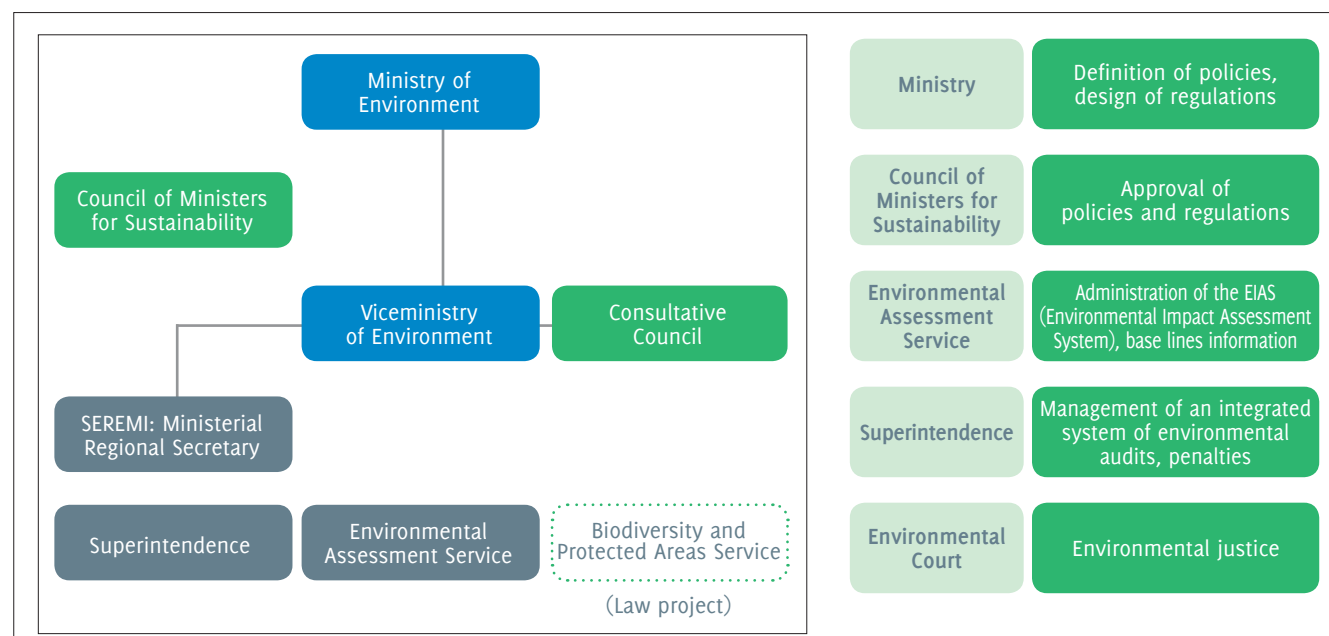 Ministry of
Environment
Council of Ministers
for Sustainability
Viceministry
of Environment
Consultative
Council
SEREMI: Ministerial
Regional Secretary
Superintendence
Environmental
Assessment Service
Biodiversity and
Protected Areas Service
(Law project)
Ministry
Definition of policies,
design of regulations
Council of
Ministers for
Sustainability
Approval of
policies and regulations
Environmental
Assessment
Service
Administration of the EIAS
(Environmental Impact Assessment
System), base lines information
Superintendence
Management of an integrated
system of environmental
audits, penalties
Environmental
Court
Environmental justice